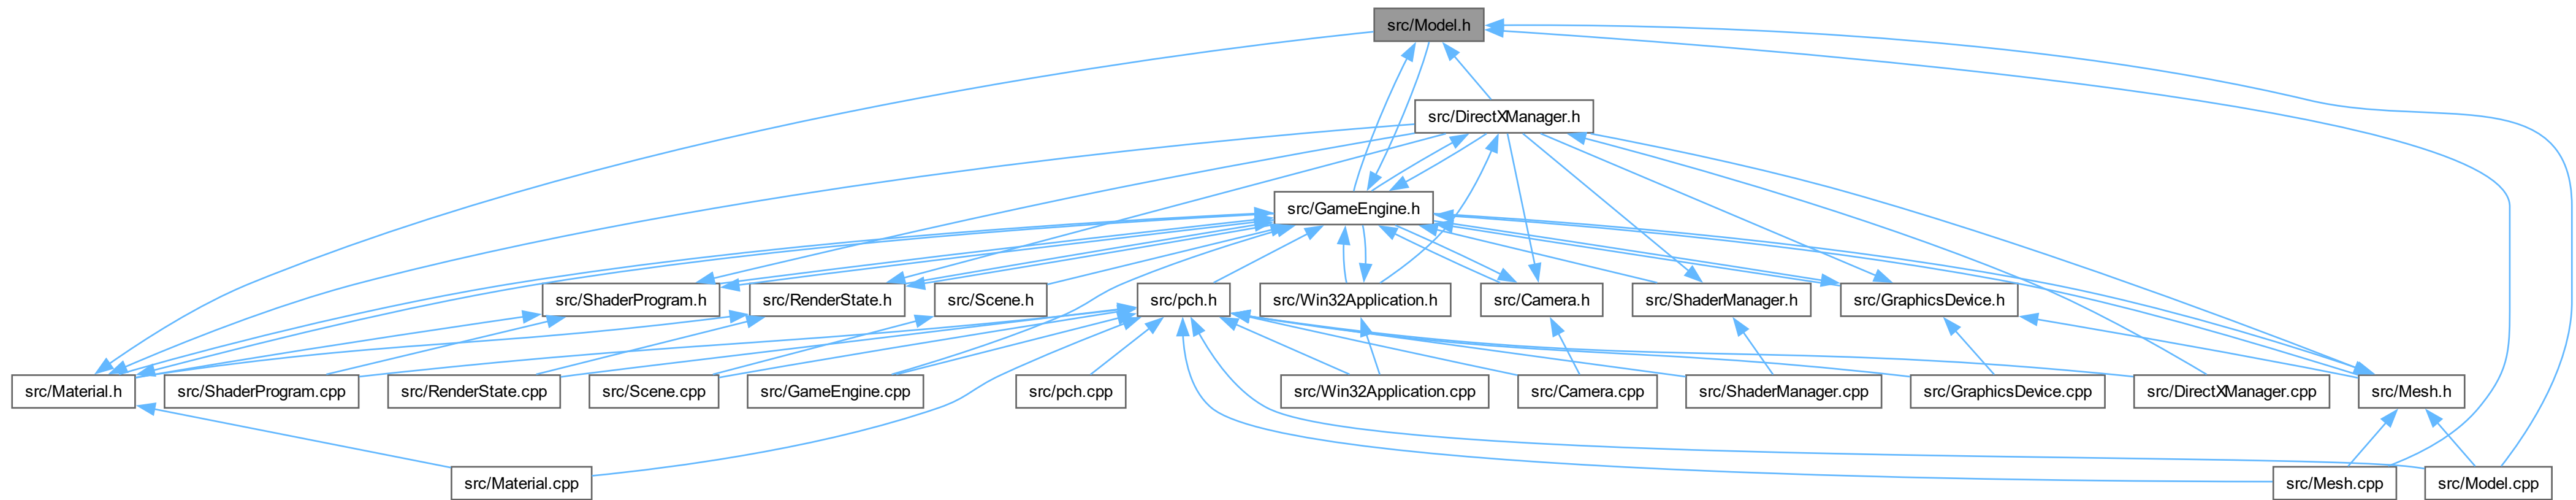 src/Model.h
src/DirectXManager.h
src/GameEngine.h
src/ShaderProgram.h
src/RenderState.h
src/Scene.h
src/pch.h
src/Win32Application.h
src/Camera.h
src/ShaderManager.h
src/GraphicsDevice.h
src/Material.h
src/ShaderProgram.cpp
src/RenderState.cpp
src/Scene.cpp
src/GameEngine.cpp
src/pch.cpp
src/Win32Application.cpp
src/Camera.cpp
src/ShaderManager.cpp
src/GraphicsDevice.cpp
src/DirectXManager.cpp
src/Mesh.h
src/Material.cpp
src/Mesh.cpp
src/Model.cpp